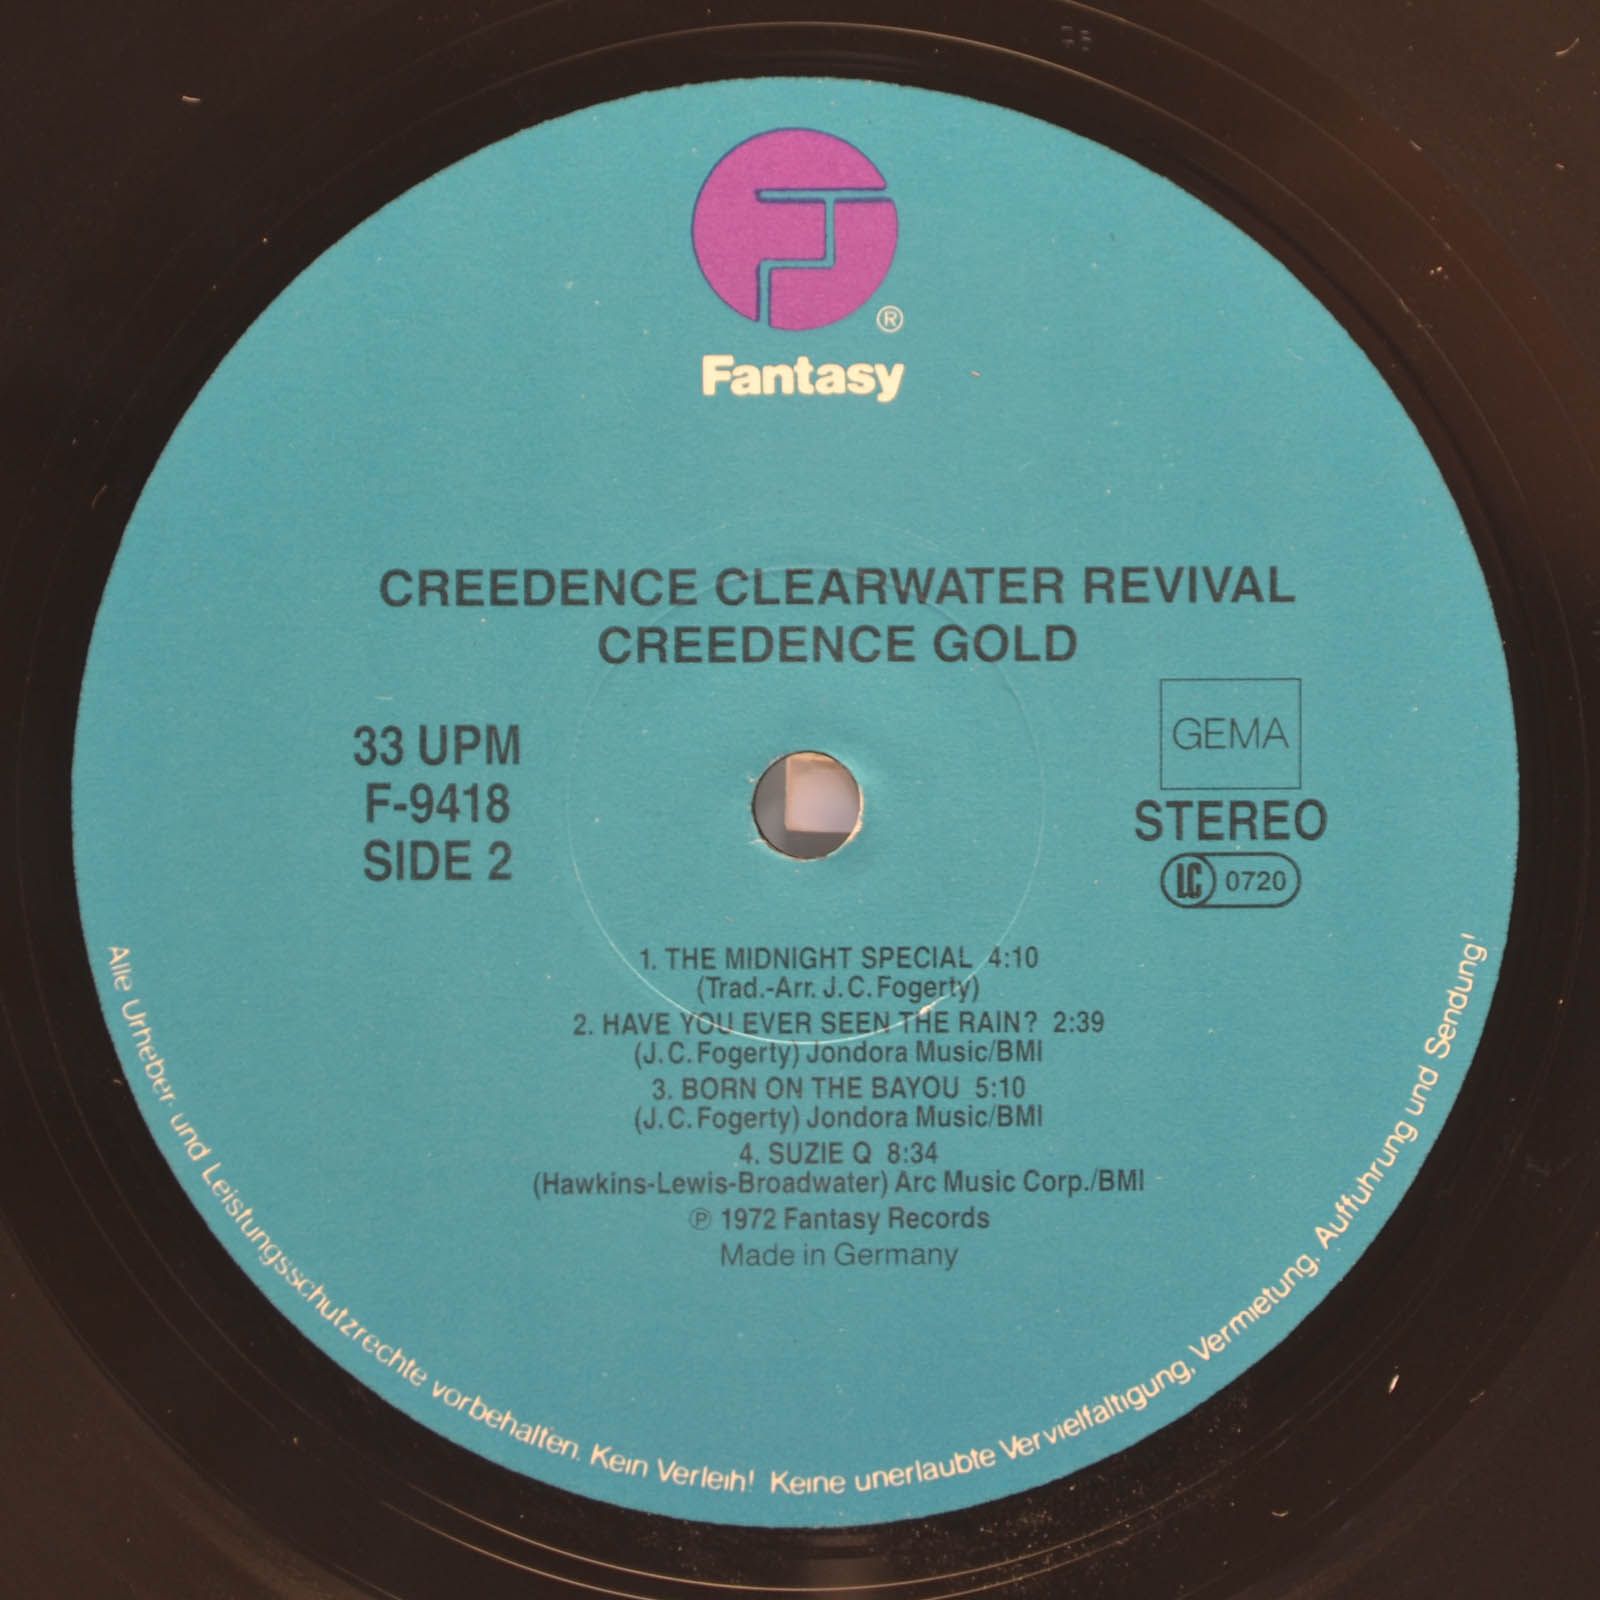 ®
Fantasy
CREEDENCE CLEARWATER REVIVAL
CREEDENCE GOLD
33 UPM
F-9418
SIDE 2
GEMA
STEREO
LC 0720
1. THE MIDNIGHT SPECIAL 4:10
(Trad.-Arr. J.C.Fogerty)
2. HAVE YOU EVER SEEN THE RAIN? 2:39
(J.C.Fogerty) Jondora Music/BMI
3. BORN ON THE BAYOU 5:10
(J.C.Fogerty) Jondora Music/BMI
4. SUZIE Q 8:34
(Hawkins-Lewis-Broadwater) Arc Music Corp./BMI
℗ 1972 Fantasy Records
Made in Germany
Alle Urheber- und Leistungsschutzrechte vorbehalten. Kein Verleih! Keine unerlaubte Vervielfältigung, Vermietung, Aufführung und Sendung!